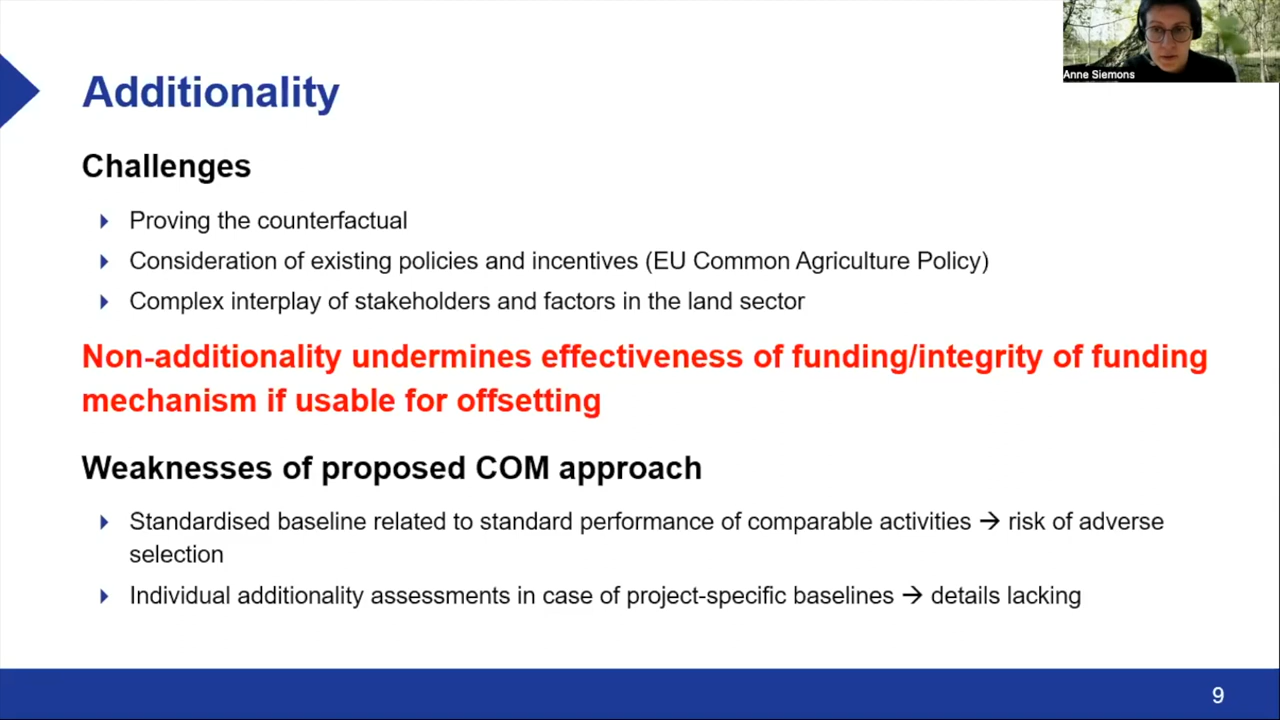 Anne Siemons
Additionality
Challenges
Proving the counterfactual
Consideration of existing policies and incentives (EU Common Agriculture Policy)
Complex interplay of stakeholders and factors in the land sector
Non-additionality undermines effectiveness of funding/integrity of funding
mechanism if usable for offsetting
Weaknesses of proposed COM approach
Standardised baseline related to standard performance of comparable activities → risk of adverse
selection
Individual additionality assessments in case of project-specific baselines → details lacking
9